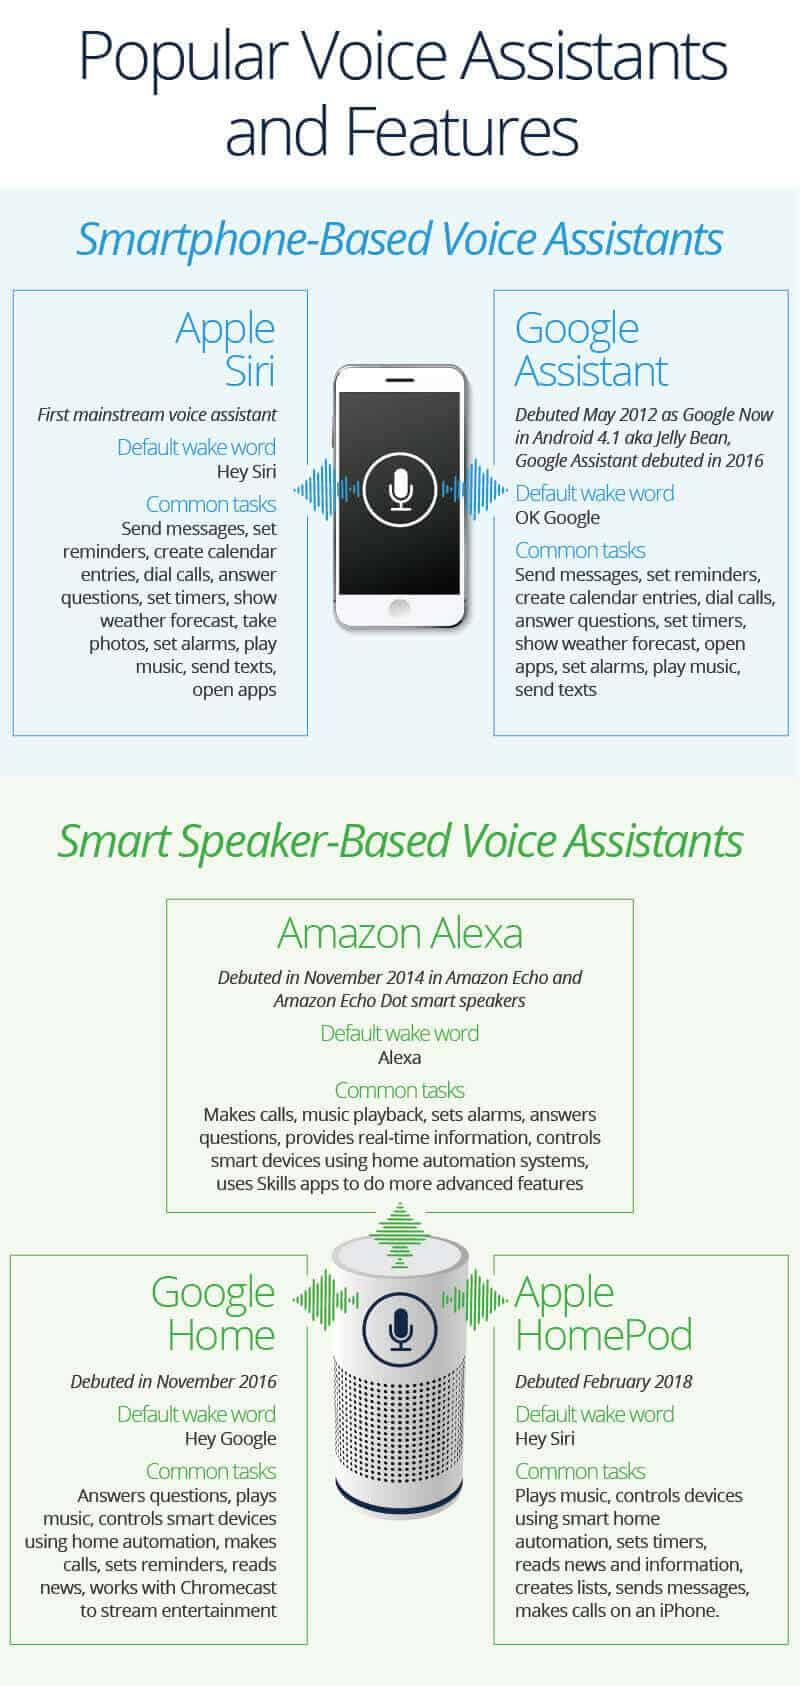 Popular Voice Assistants
and Features
Smartphone-Based Voice Assistants
Apple
Siri
First mainstream voice assistant
Default wake word
Hey Siri
Common tasks
Send messages, set
reminders, create calendar
entries, dial calls, answer
questions, set timers, show
weather forecast, take
photos, set alarms, play
music, send texts,
open apps
Google
Assistant
Debuted May 2012 as Google Now
in Android 4.1 aka Jelly Bean,
Google Assistant debuted in 2016
Default wake word
OK Google
Common tasks
Send messages, set reminders,
create calendar entries, dial calls,
answer questions, set timers,
show weather forecast, open
apps, set alarms, play music,
send texts
Smart Speaker-Based Voice Assistants
Amazon Alexa
Debuted in November 2014 in Amazon Echo and
Amazon Echo Dot smart speakers
Default wake word
Alexa
Common tasks
Makes calls, music playback, sets alarms, answers
questions, provides real-time information, controls
smart devices using home automation systems,
uses Skills apps to do more advanced features
Google
Home
Debuted in November 2016
Default wake word
Hey Google
Common tasks
Answers questions, plays
music, controls smart devices
using home automation, makes
calls, sets reminders, reads
news, works with Chromecast
to stream entertainment
Apple
HomePod
Debuted February 2018
Default wake word
Hey Siri
Common tasks
Plays music, controls devices
using smart home
automation, sets timers,
reads news and information,
creates lists, sends messages,
makes calls on an iPhone.